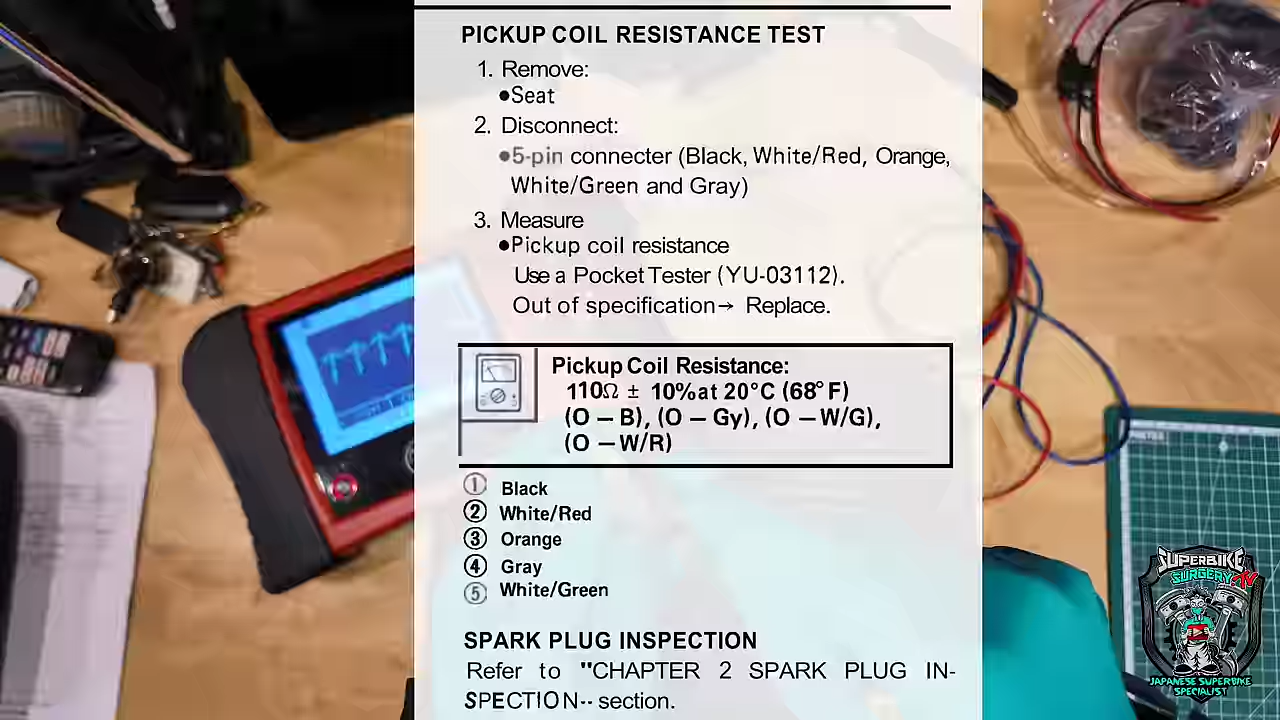 PICKUP COIL RESISTANCE TEST
1. Remove:
●Seat
2. Disconnect:
●5-pin connecter (Black, White/Red, Orange,
White/Green and Gray)
3. Measure
●Pickup coil resistance
Use a Pocket Tester (YU-03112).
Out of specification→ Replace.
Pickup Coil Resistance:
110Ω ± 10%at 20°C (68°F)
(O – B), (O – Gy), (O – W/G),
(O – W/R)
① Black
② White/Red
③ Orange
④ Gray
⑤ White/Green
SPARK PLUG INSPECTION
Refer to "CHAPTER 2 SPARK PLUG IN-
SPECTION-- section.
SUPERBIKE
SURGERY TV
JAPANESE SUPERBIKE
SPECIALIST